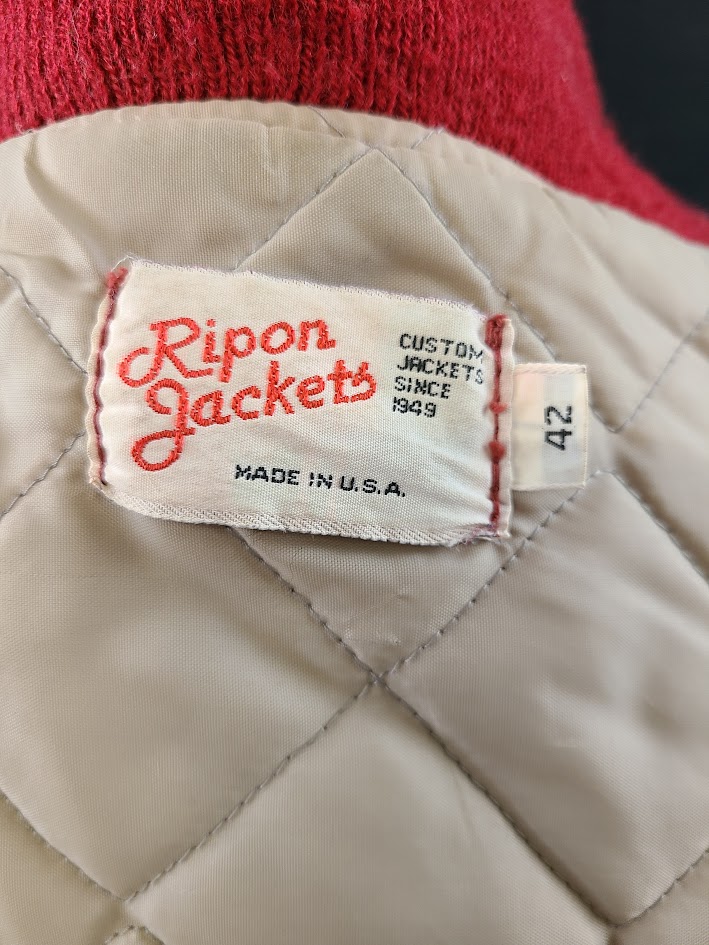 Ripon
Jackets
CUSTOM
JACKETS
SINCE
1949
MADE IN U.S.A.
42